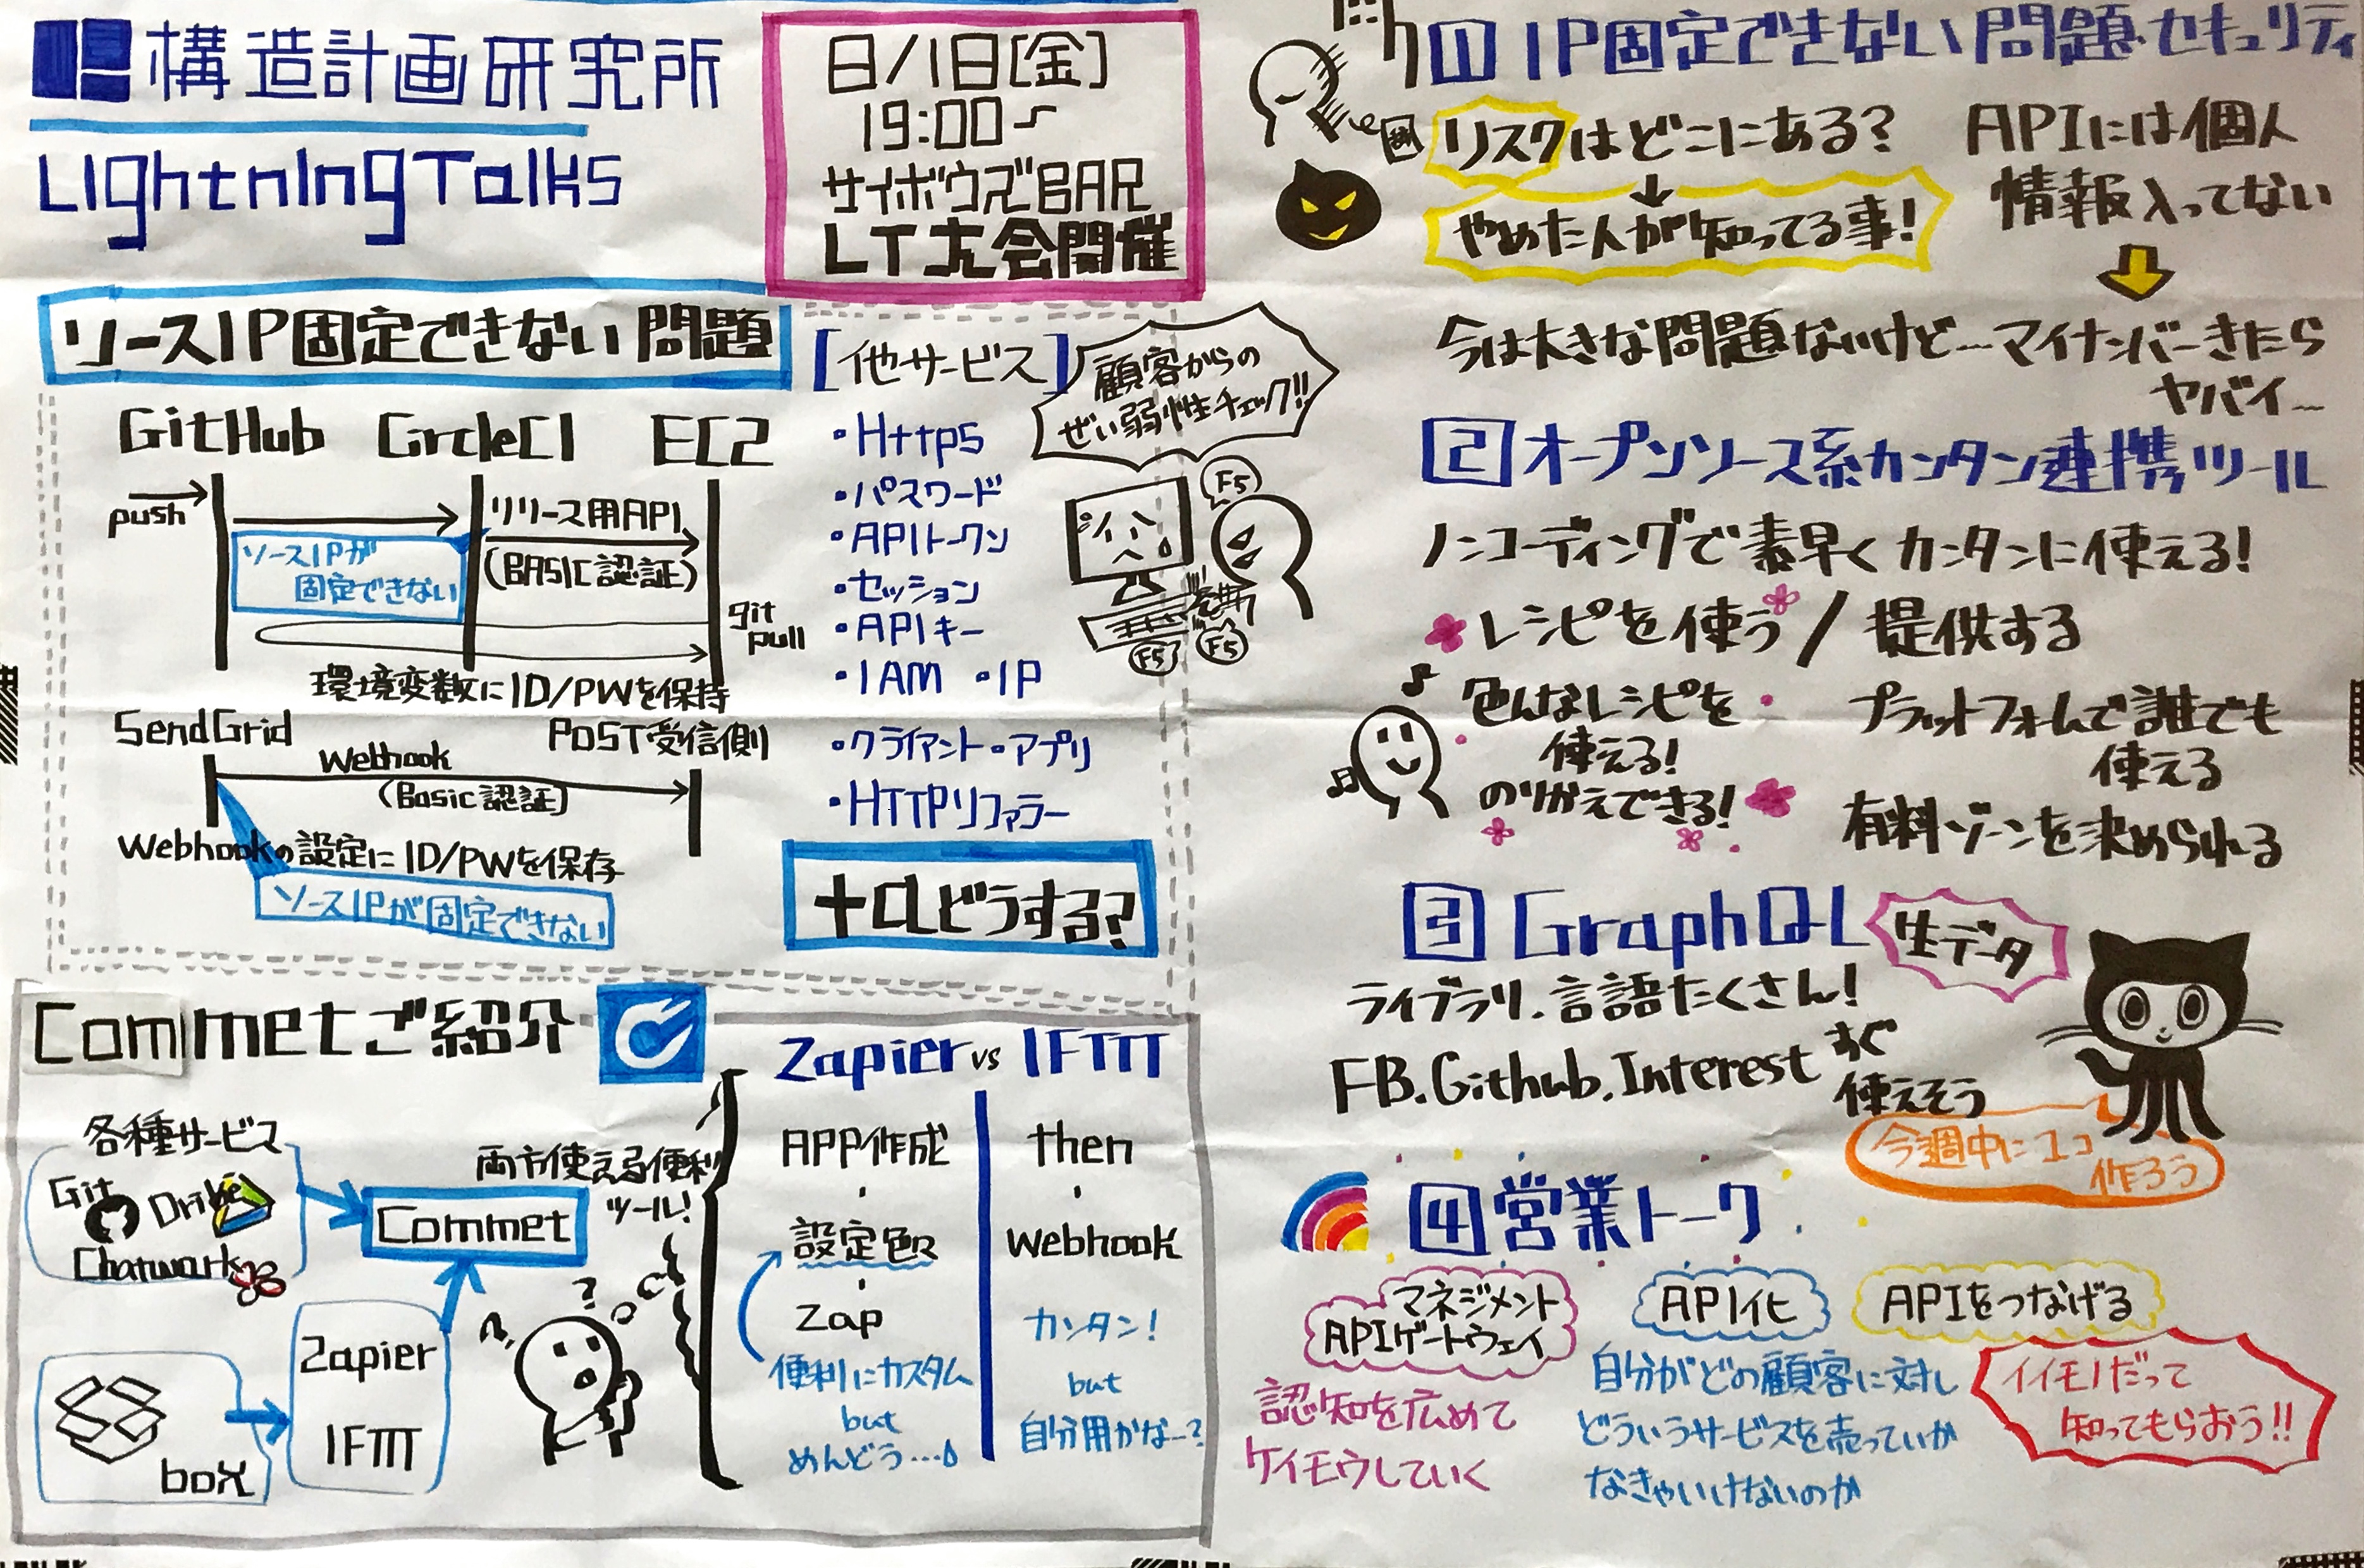 構造計画研究所
LightningTalks
日/1日[金]
19:00〜
サイボウズBAR
LT大会開催
ソースIP固定できない問題
GitHub CircleCI EC2
push
リリース用API
(BASIC認証)
ソースIPが
固定できない
git
pull
環境変数にID/PWを保持
SendGrid
POST受信側
Webhook
(Basic認証)
Webhookの設定にID/PWを保存
ソースIPが固定できない
[他サービス]
・Https
・パスワード
・APIトークン
・セッション
・APIキー
・IAM ・IP
・クライアント・アプリ
・HTTPリファラー
顧客からの
ぜい弱性チェック!!
F5
F5
F5
+αどうする?
Commetご紹介
各種サービス
Git
Drive
Chatwork
Commet
両方使える便利
ツール!
Zapier
IFTTT
box
?
Zapier vs IFTTT
APP作成
設定色々
Zap
便利にカスタム
but
めんどう…
then
Webhook
カンタン!
but
自分用かな〜?
1 IP固定できない問題・セキュリティ
リスクはどこにある?
↓
やめた人が知ってる事!
APIには個人
情報入ってない
今は大きな問題ないけど…マイナンバーきたら
ヤバイ…
2 オープンソース系カンタン連携ツール
ノンコーディングで素早くカンタンに使える!
レシピを使う/提供する
色んなレシピを
使える!
のりかえできる!
プラットフォームで誰でも
使える
有料ゾーンを決められる
3 GraphQL
生データ
ライブラリ.言語たくさん!
FB.Github.Interest すぐ
使えそう
今週中に1コ
作ろう
4 営業トーク
マネジメント
APIゲートウェイ
認知を広めて
ケイモウしていく
API化
自分がどの顧客に対し
どういうサービスを売っていか
なきゃいけないのか
APIをつなげる
イイモノだって
知ってもらおう!!